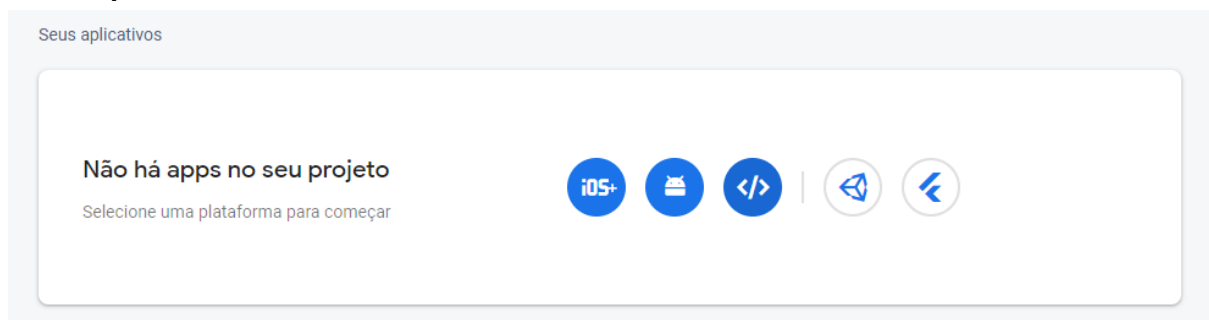 Seus aplicativos
Não há apps no seu projeto
Selecione uma plataforma para começar
iOS+
</>